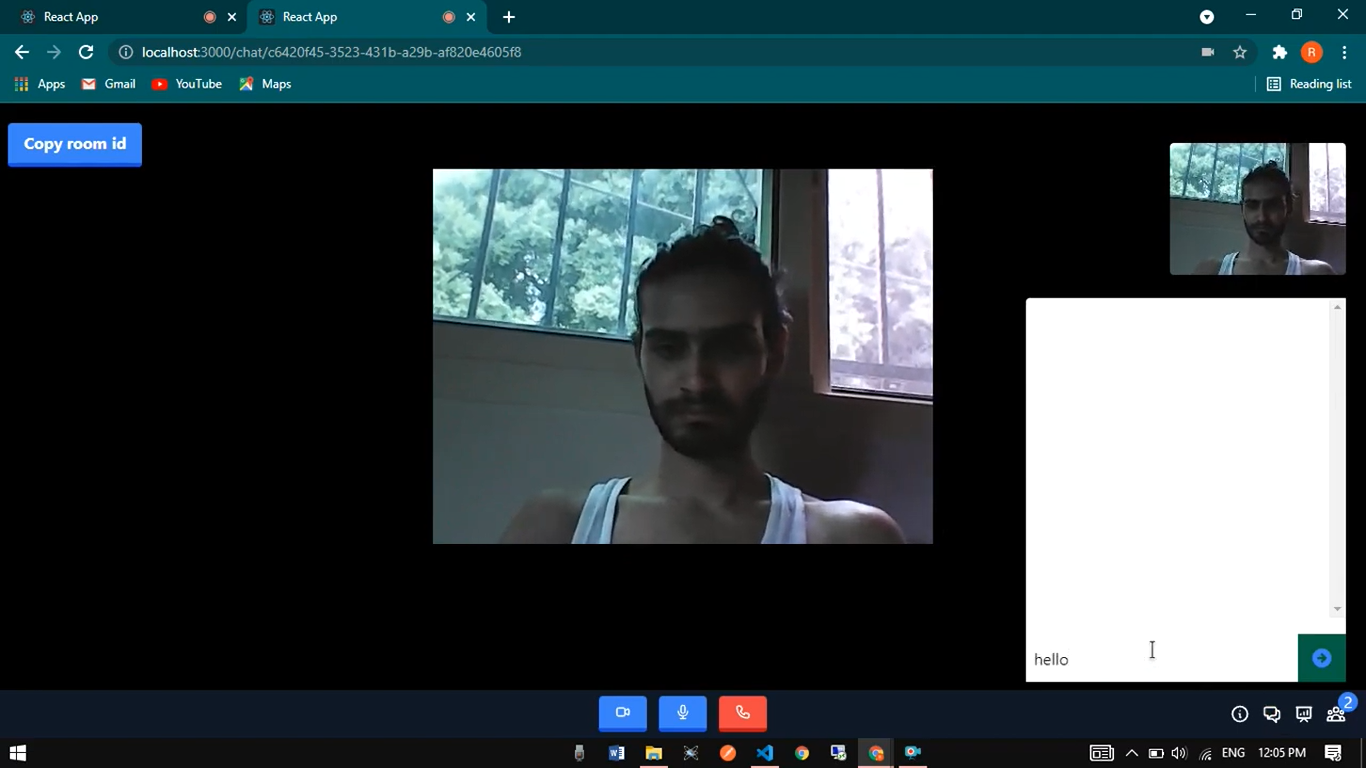 React App
React App
localhost:3000/chat/c6420f45-3523-431b-a29b-af820e4605f8
R
Apps
Gmail
YouTube
Maps
Reading list
Copy room id
hello
2
ENG
12:05 PM